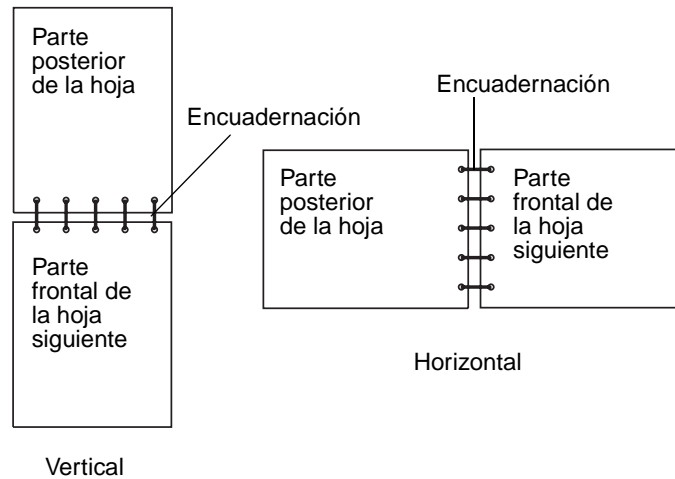 Parte
posterior
de la hoja
Encuadernación
Parte
frontal de
la hoja
siguiente
Vertical
Encuadernación
Parte
posterior
de la hoja
Parte
frontal de
la hoja
siguiente
Horizontal